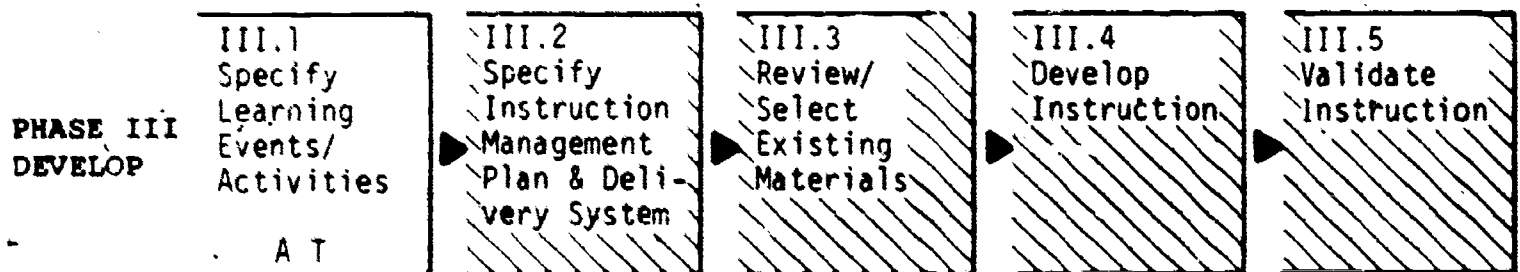 PHASE III
DEVELOP
III.1
Specify
Learning
Events/
Activities
A T
III.2
Specify
Instruction
Management
Plan & Deli-
very System
III.3
Review/
Select
Existing
Materials
III.4
Develop
Instruction
III.5
Validate
Instruction